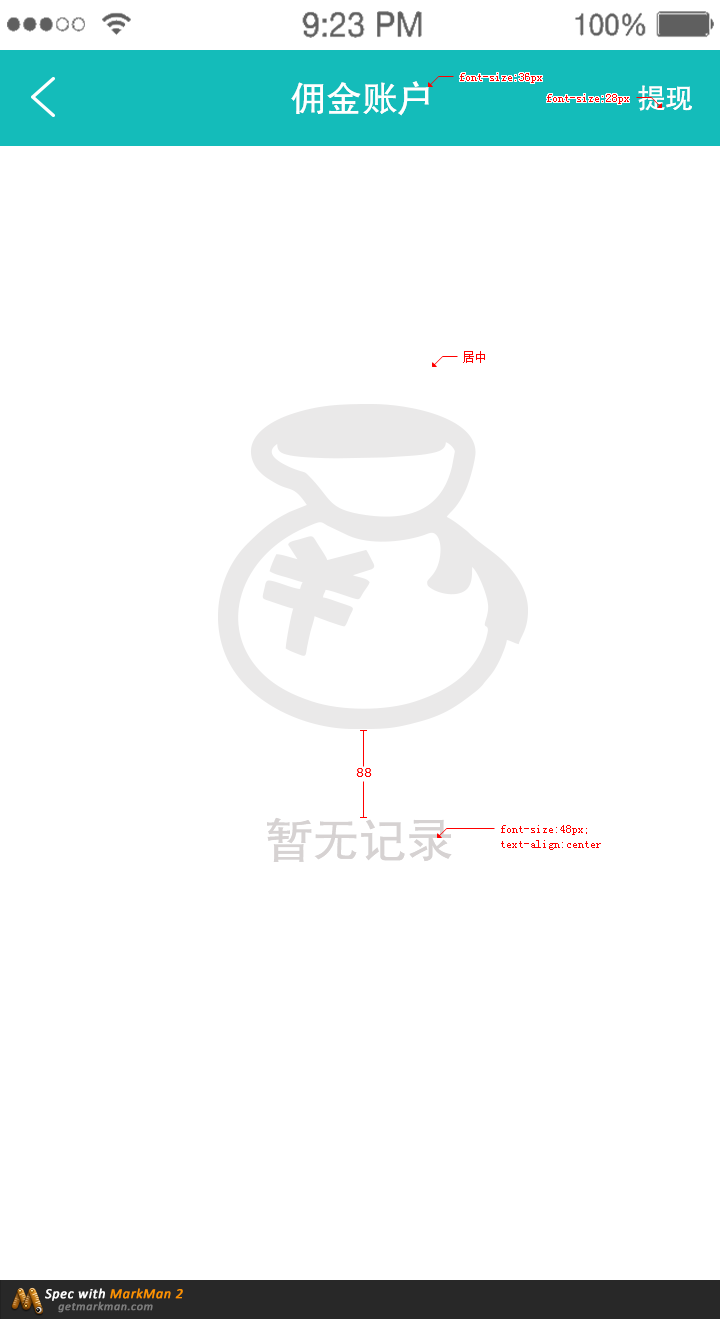 9:23 PM
100%
佣金账户
font-size:36px
font-size:28px
提现
居中
¥
88
暂无记录
font-size:48px;
text-align:center
Spec with MarkMan 2
getmarkman.com